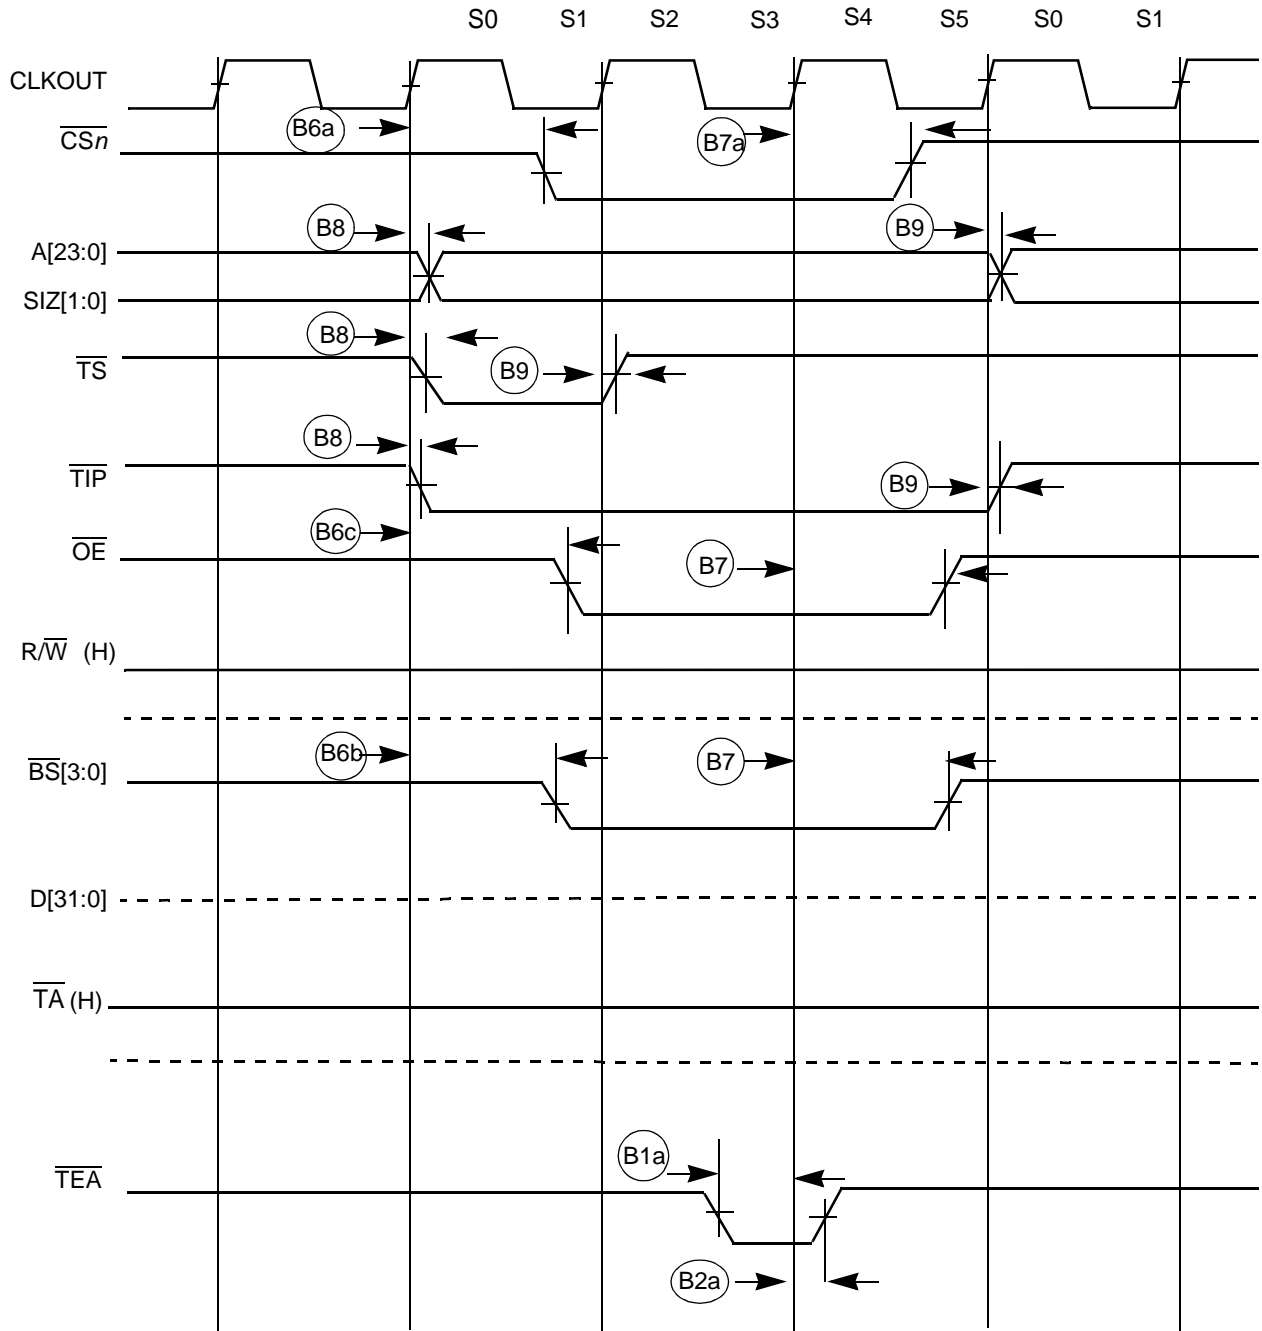 S0 S1 S2 S3 S4 S5 S0 S1
CLKOUT
B6a B7a
CSn
B8 B9
A[23:0]
SIZ[1:0]
B8
TS B9
B8
TIP B9
B6c
OE B7
R/W (H)
B6b B7
BS[3:0]
D[31:0]
TA (H)
B1a
TEA
B2a